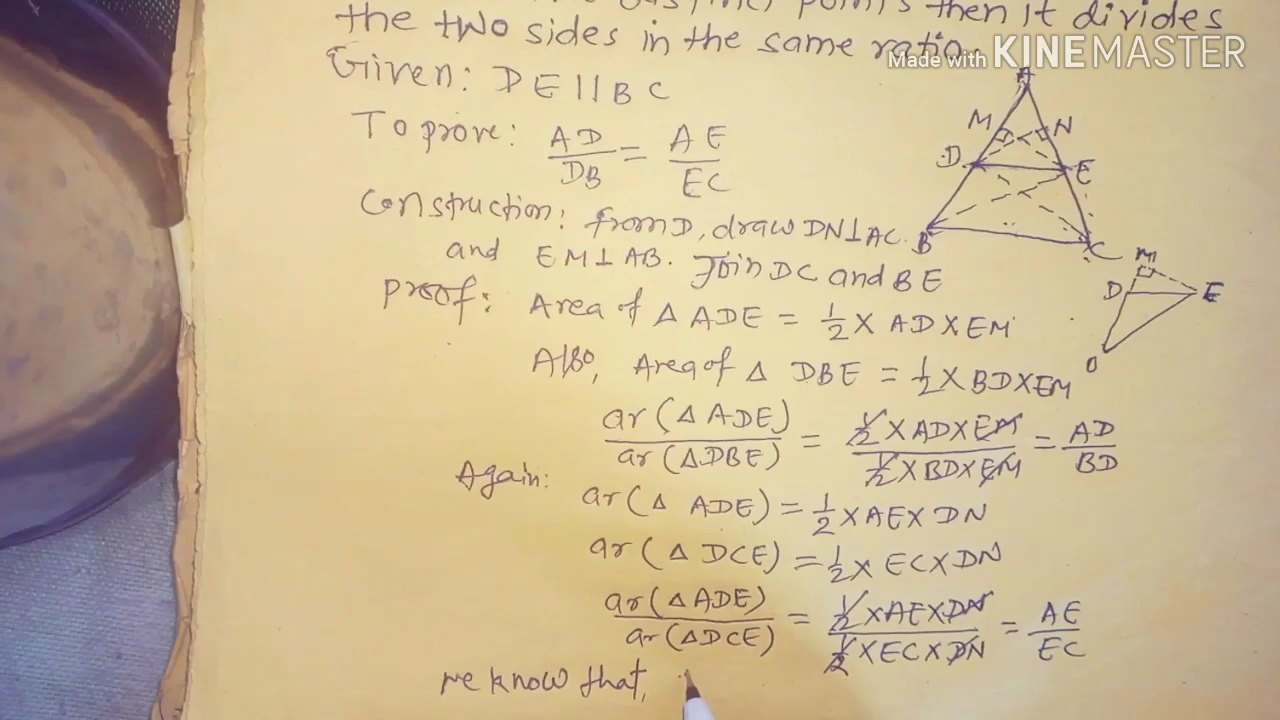 points then it divides
the two sides in the same ratio.
Made with KINEMASTER
Given: DE || BC
To prove: AD/DB = AE/EC
Construction: from D, draw DN⊥AC
and EM⊥AB. Join DC and BE
Proof: Area of △ ADE = 1/2 × AD × EM
Also, Area of △ DBE = 1/2 × BD × EM
ar(△ ADE)/ar(△DBE) = 1/2 × AD × EM / 1/2 × BD × EM = AD/BD
Again: ar(△ ADE) = 1/2 × AE × DN
ar(△ DCE) = 1/2 × EC × DN
ar(△ADE)/ar(△DCE) = 1/2 × AE × DN / 1/2 × EC × DN = AE/EC
we know that,
A
M N
D E
B C
M
D E